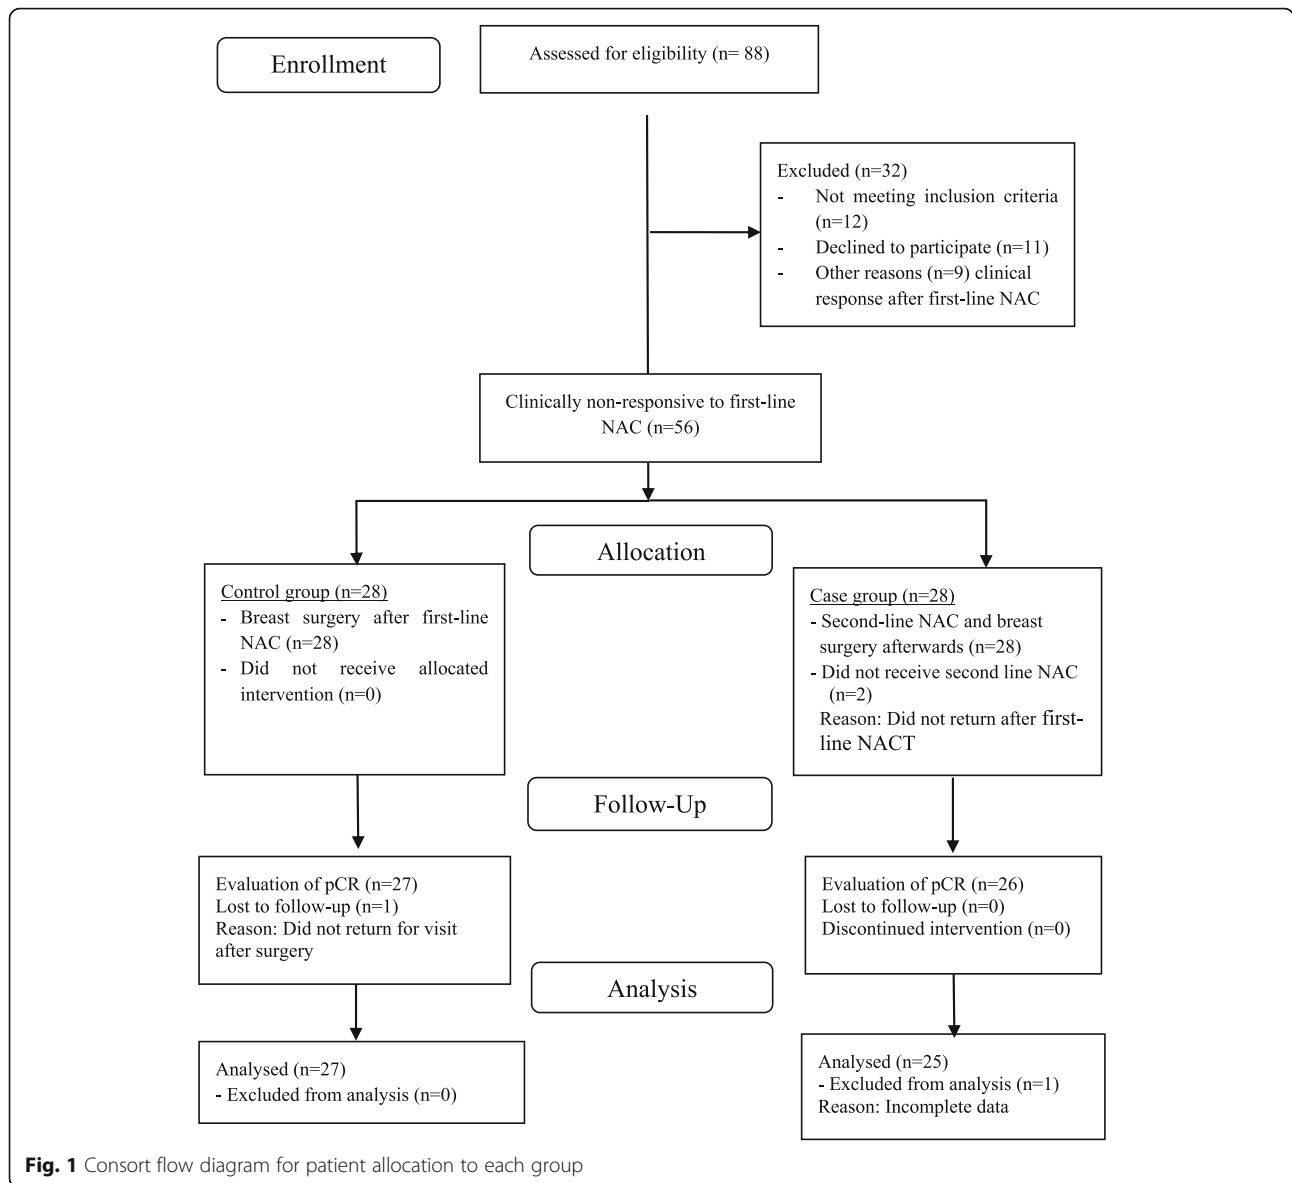 Enrollment
Assessed for eligibility (n= 88)
Excluded (n=32)
- Not meeting inclusion criteria
(n=12)
- Declined to participate (n=11)
- Other reasons (n=9) clinical
response after first-line NAC
Clinically non-responsive to first-line
NAC (n=56)
Allocation
Control group (n=28)
- Breast surgery after first-line
NAC (n=28)
- Did not receive allocated
intervention (n=0)
Case group (n=28)
- Second-line NAC and breast
surgery afterwards (n=28)
- Did not receive second line NAC
(n=2)
Reason: Did not return after first-
line NACT
Follow-Up
Evaluation of pCR (n=27)
Lost to follow-up (n=1)
Reason: Did not return for visit
after surgery
Evaluation of pCR (n=26)
Lost to follow-up (n=0)
Discontinued intervention (n=0)
Analysis
Analysed (n=27)
- Excluded from analysis (n=0)
Analysed (n=25)
- Excluded from analysis (n=1)
Reason: Incomplete data
Fig. 1 Consort flow diagram for patient allocation to each group